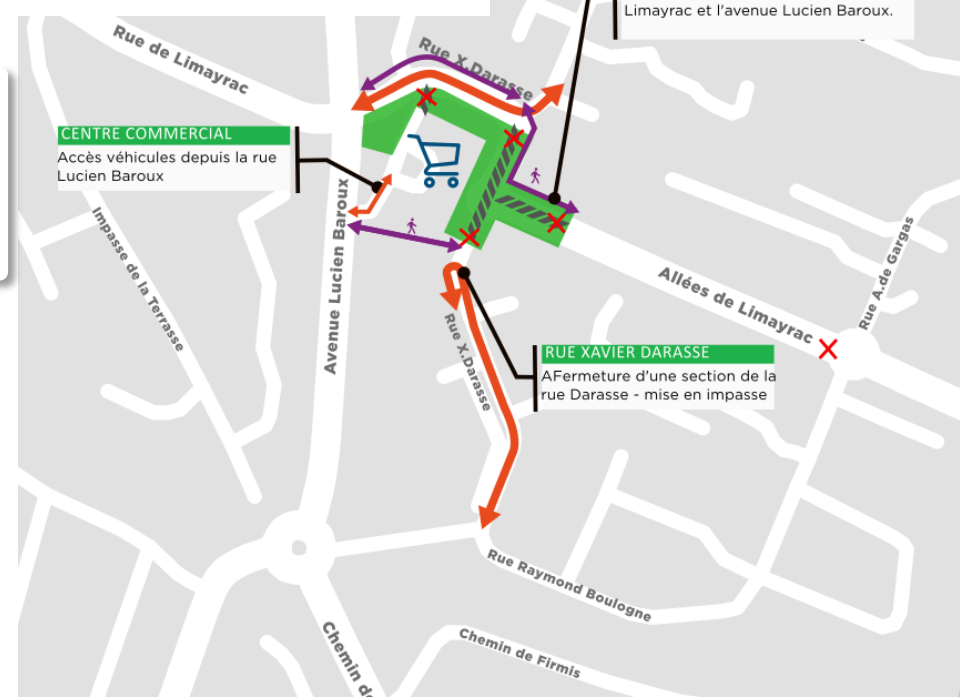 Limayrac et l'avenue Lucien Baroux.
Rue de Limayrac
Rue X.Darasse
CENTRE COMMERCIAL
Accès véhicules depuis la rue
Lucien Baroux
Impasse de la Terrasse
Avenue Lucien Baroux
Rue A.de Gargas
Allées de Limayrac
Rue X.Darasse
RUE XAVIER DARASSE
AFermeture d'une section de la
rue Darasse - mise en impasse
Rue Raymond Boulogne
Chemin de
Chemin de Firmis